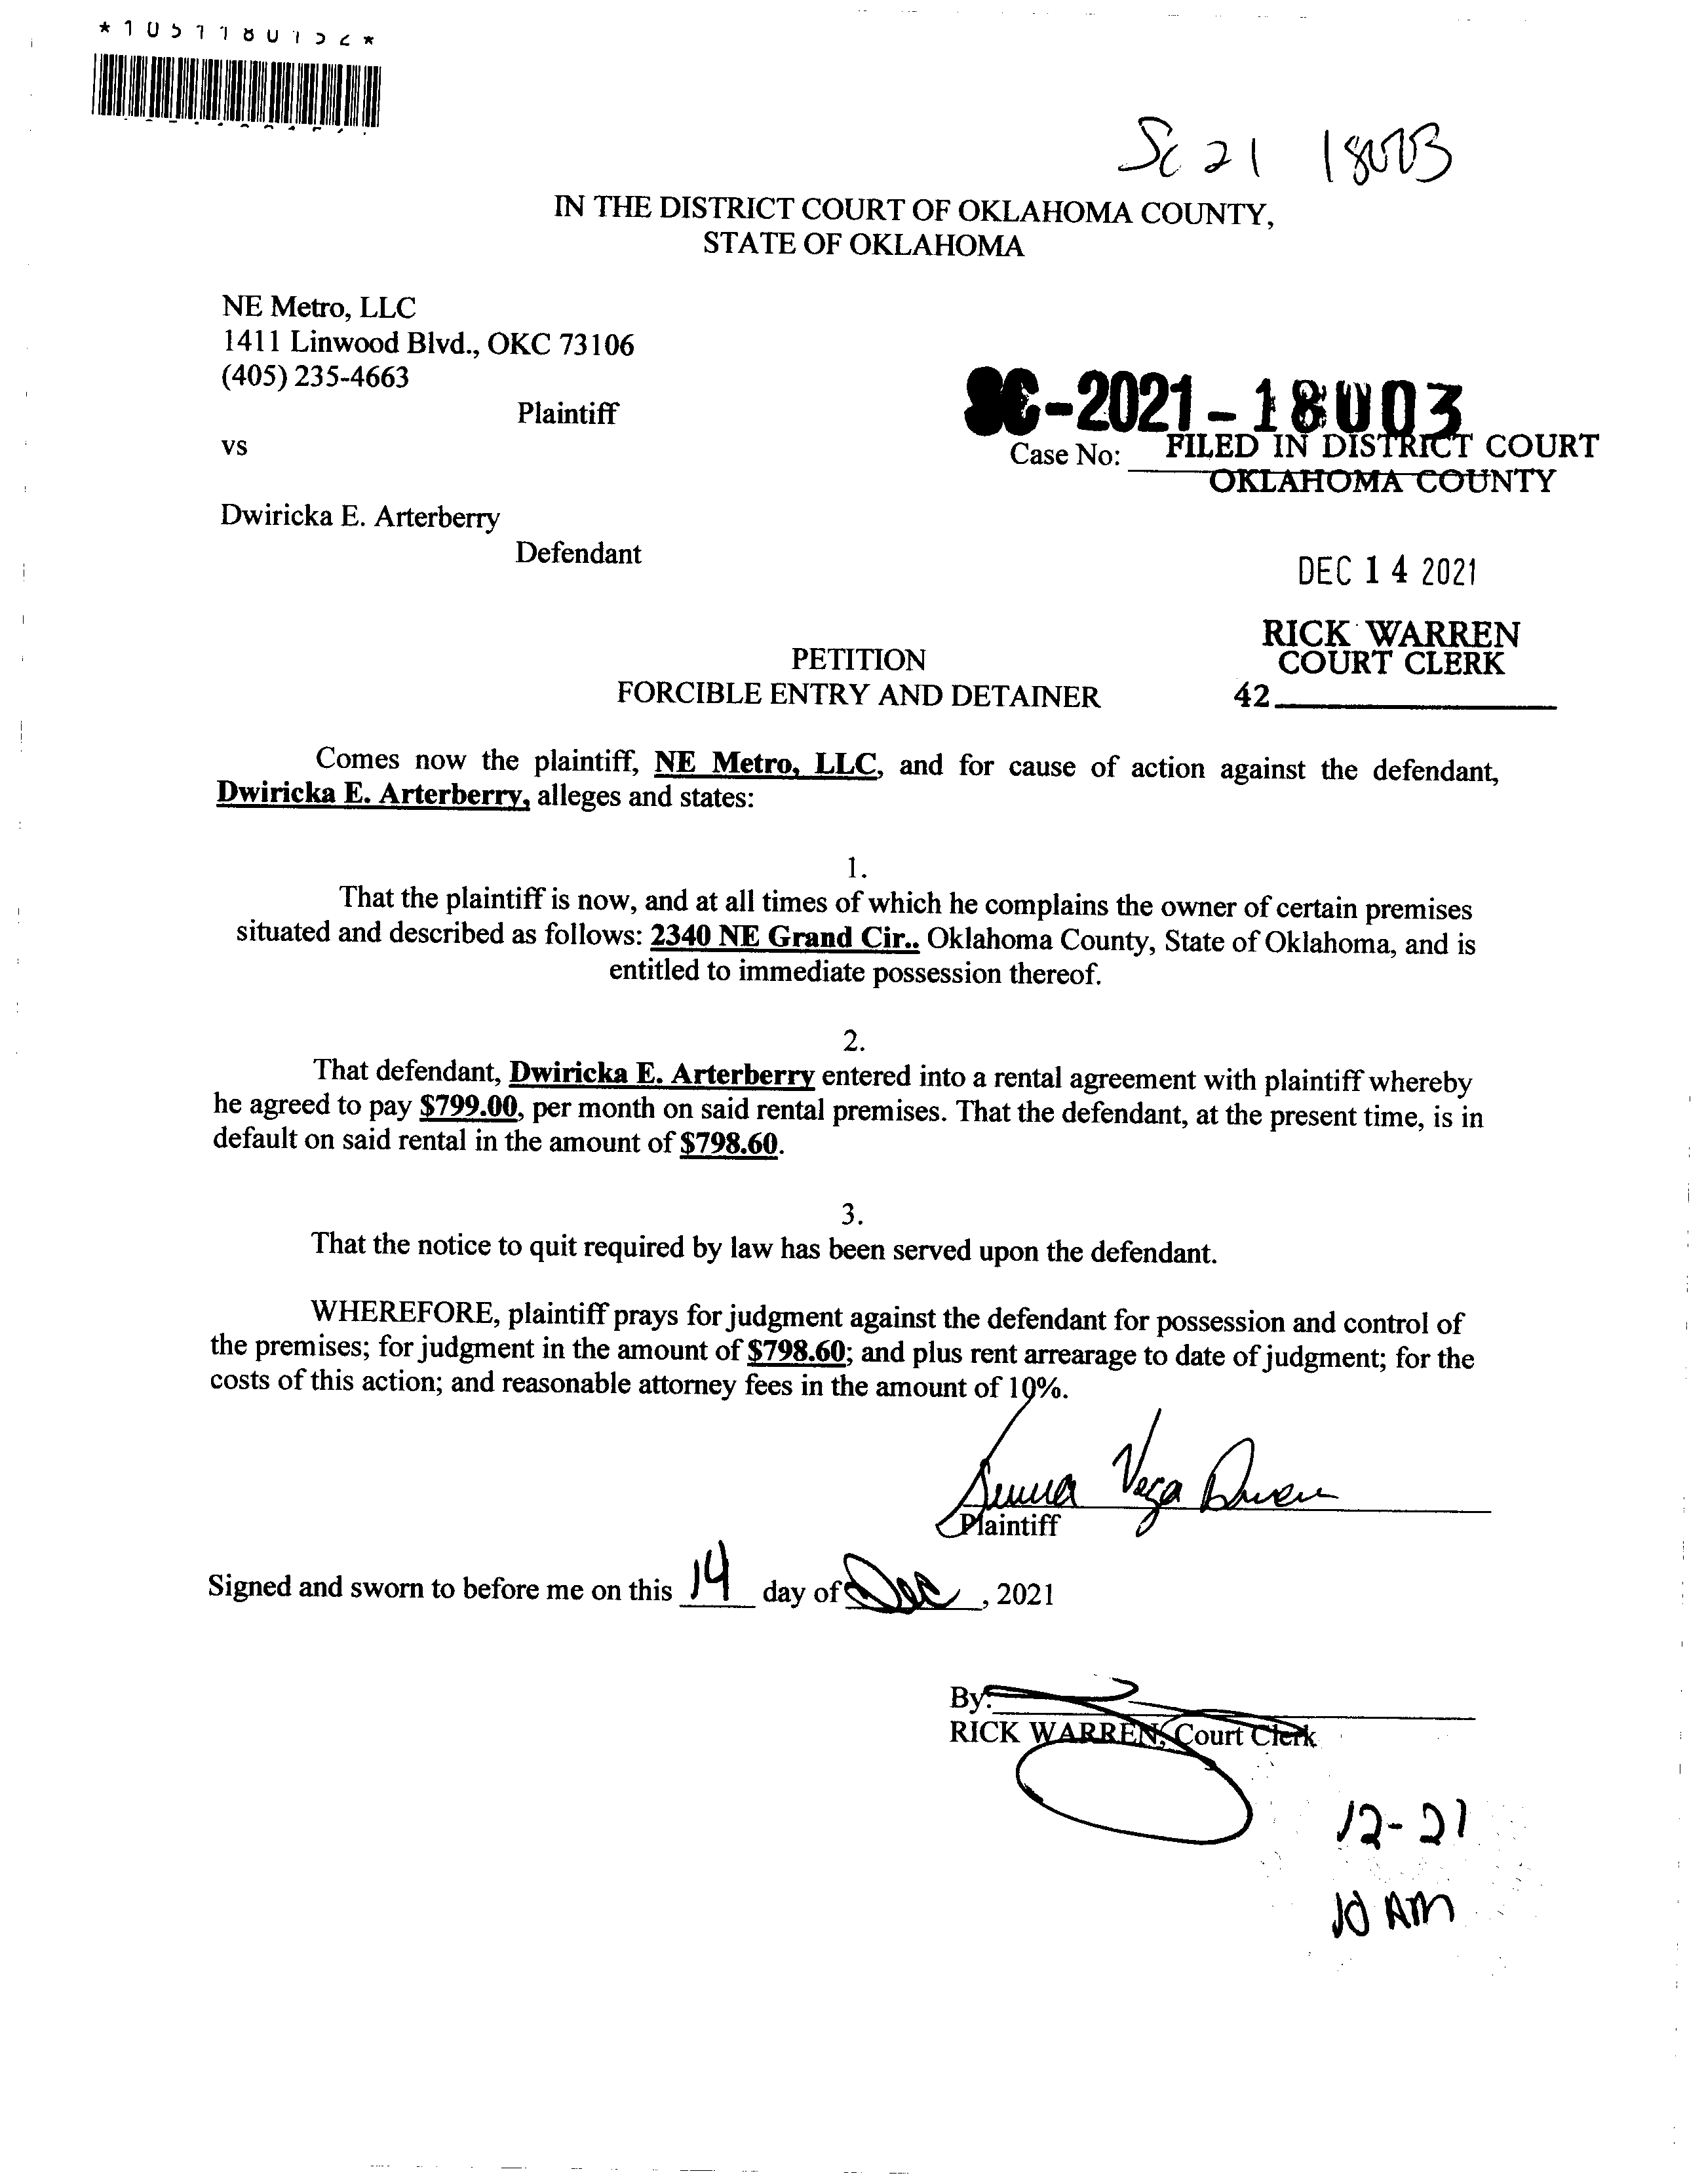 *1051180152*
SC 21 18003
IN THE DISTRICT COURT OF OKLAHOMA COUNTY,
STATE OF OKLAHOMA
NE Metro, LLC
1411 Linwood Blvd., OKC 73106
(405) 235-4663
Plaintiff
vs
SC-2021-18003
Case No:
FILED IN DISTRICT COURT
OKLAHOMA COUNTY
Dwiricka E. Arterberry
Defendant
DEC 14 2021
RICK WARREN
COURT CLERK
42
PETITION
FORCIBLE ENTRY AND DETAINER
Comes now the plaintiff, NE Metro, LLC, and for cause of action against the defendant,
Dwiricka E. Arterberry, alleges and states:
1.
That the plaintiff is now, and at all times of which he complains the owner of certain premises
situated and described as follows: 2340 NE Grand Cir.. Oklahoma County, State of Oklahoma, and is
entitled to immediate possession thereof.
2.
That defendant, Dwiricka E. Arterberry entered into a rental agreement with plaintiff whereby
he agreed to pay $799.00, per month on said rental premises. That the defendant, at the present time, is in
default on said rental in the amount of $798.60.
3.
That the notice to quit required by law has been served upon the defendant.
WHEREFORE, plaintiff prays for judgment against the defendant for possession and control of
the premises; for judgment in the amount of $798.60; and plus rent arrearage to date of judgment; for the
costs of this action; and reasonable attorney fees in the amount of 10%.
Vega
Plaintiff
Signed and sworn to before me on this 14 day of Dec, 2021
By:
RICK WARREN, Court Clerk
12-21
10 AM